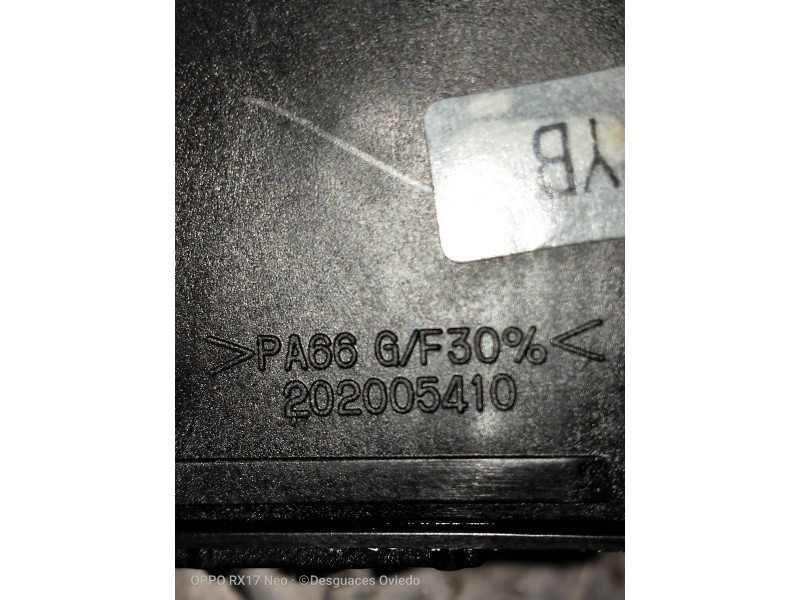 YB
>PA66 G/F30%<
202005410
OPPO RX17 Neo · ©Desguaces Oviedo